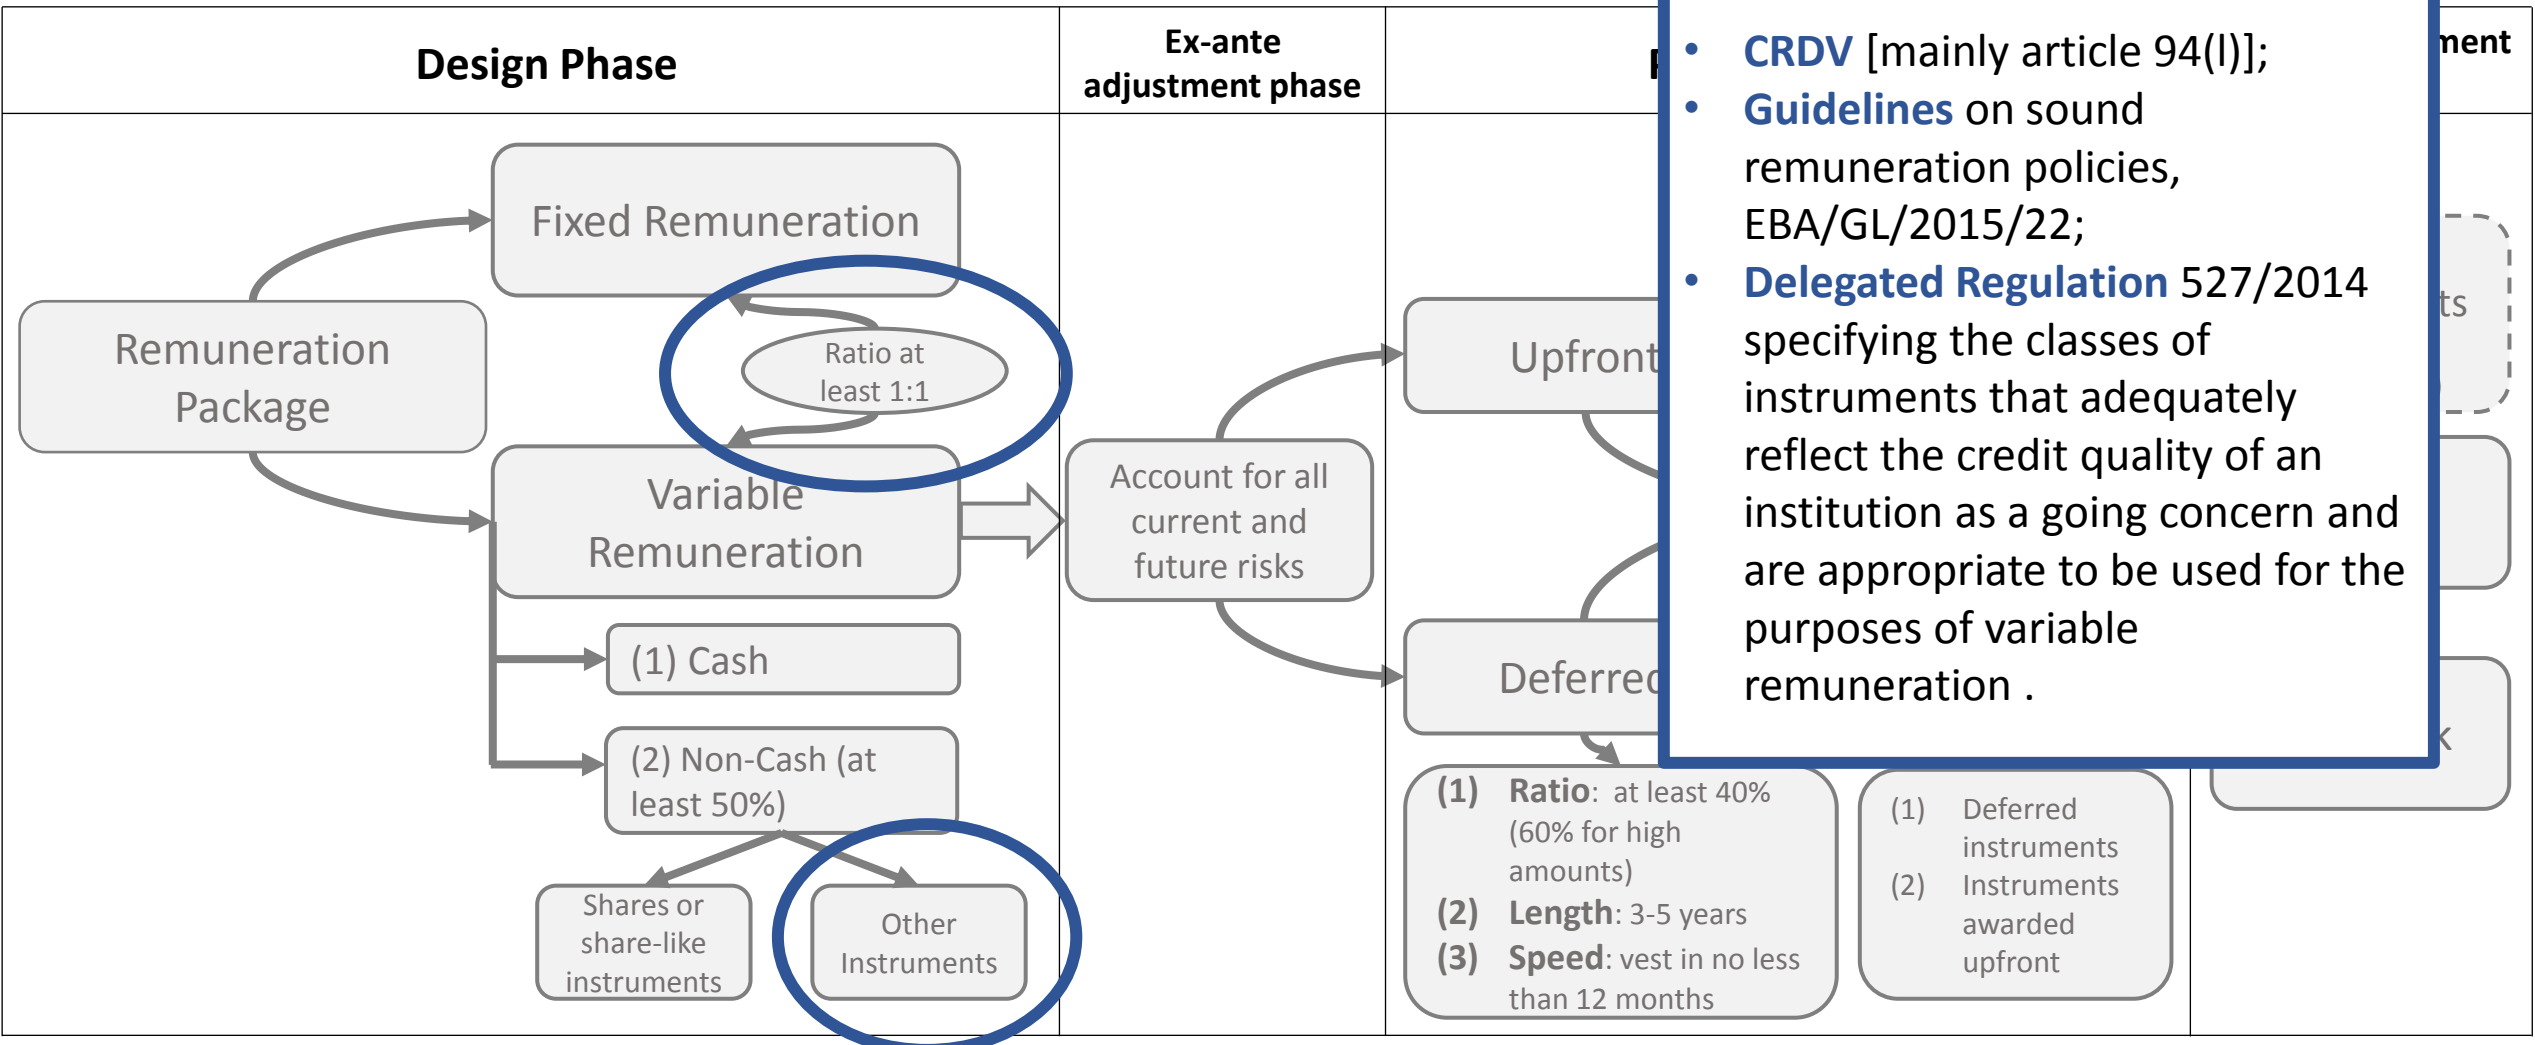 Design Phase
Ex-ante
adjustment phase
Fixed Remuneration
Ratio at
least 1:1
Remuneration
Package
Variable
Remuneration
(1) Cash
(2) Non-Cash (at
least 50%)
Shares or
share-like
instruments
Other
Instruments
Account for all
current and
future risks
Upfront
Deferred
(1) Ratio: at least 40%
(60% for high
amounts)
(2) Length: 3-5 years
(3) Speed: vest in no less
than 12 months
(1) Deferred
instruments
(2) Instruments
awarded
upfront
• CRDV [mainly article 94(l)];
• Guidelines on sound
remuneration policies,
EBA/GL/2015/22;
• Delegated Regulation 527/2014
specifying the classes of
instruments that adequately
reflect the credit quality of an
institution as a going concern and
are appropriate to be used for the
purposes of variable
remuneration .